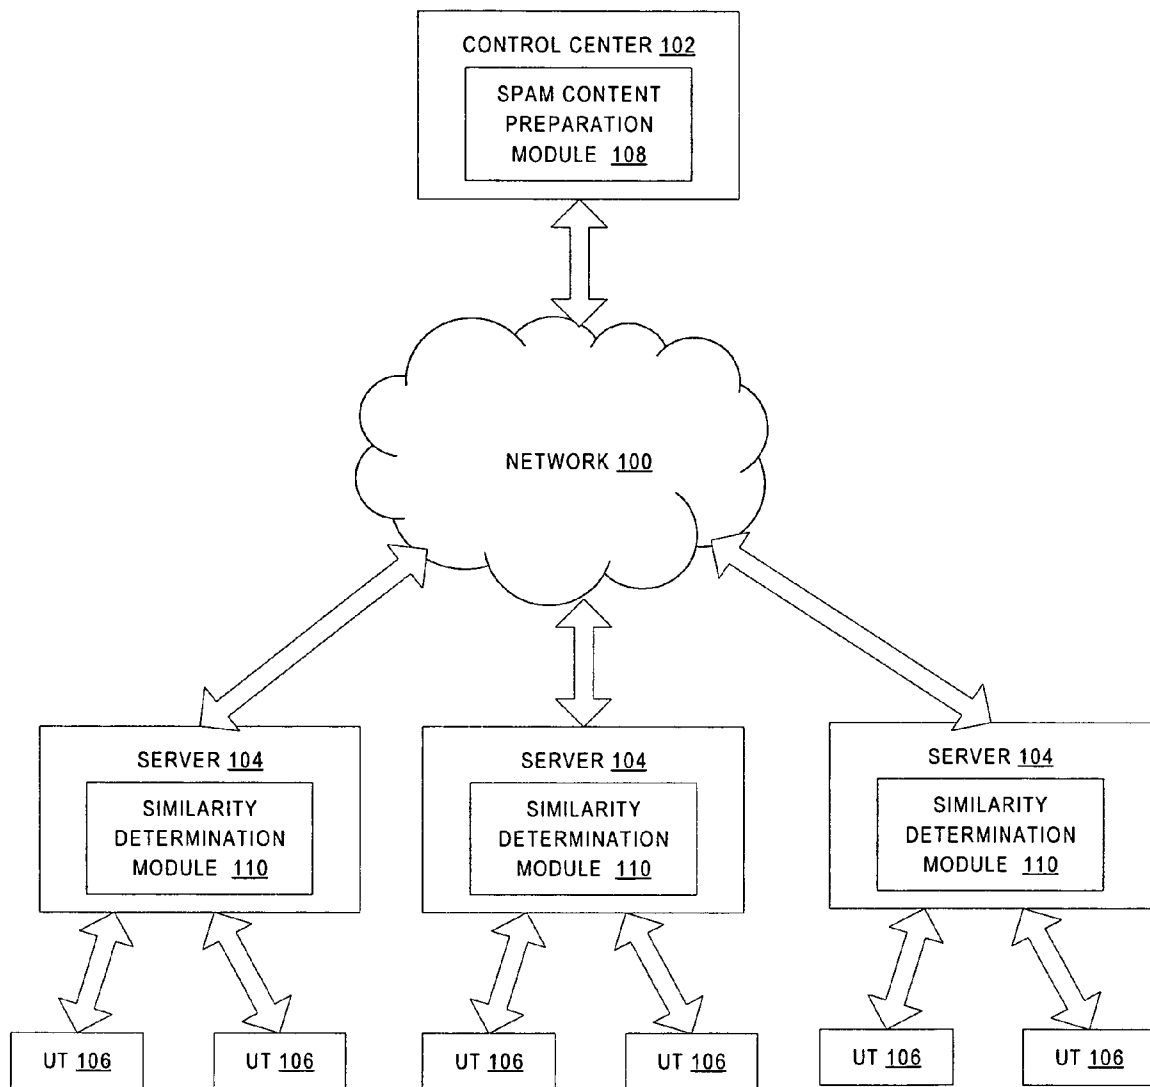 CONTROL CENTER 102
SPAM CONTENT
PREPARATION
MODULE 108
NETWORK 100
SERVER 104
SIMILARITY
DETERMINATION
MODULE 110
SERVER 104
SIMILARITY
DETERMINATION
MODULE 110
SERVER 104
SIMILARITY
DETERMINATION
MODULE 110
UT 106
UT 106
UT 106
UT 106
UT 106
UT 106